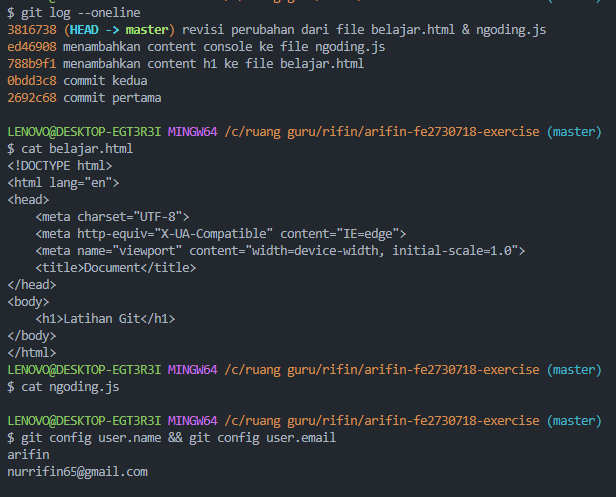 $ git log --oneline
3816738 (HEAD -> master) revisi perubahan dari file belajar.html & ngoding.js
ed46908 menambahkan content console ke file ngoding.js
788b9f1 menambahkan content h1 ke file belajar.html
0bdd3c8 commit kedua
2692c68 commit pertama
LENOVO@DESKTOP-EGT3R3I MINGW64 /c/ruang guru/rifin/arifin-fe2730718-exercise (master)
$ cat belajar.html
<!DOCTYPE html>
<html lang="en">
<head>
    <meta charset="UTF-8">
    <meta http-equiv="X-UA-Compatible" content="IE=edge">
    <meta name="viewport" content="width=device-width, initial-scale=1.0">
    <title>Document</title>
</head>
<body>
    <h1>Latihan Git</h1>
</body>
</html>
LENOVO@DESKTOP-EGT3R3I MINGW64 /c/ruang guru/rifin/arifin-fe2730718-exercise (master)
$ cat ngoding.js
LENOVO@DESKTOP-EGT3R3I MINGW64 /c/ruang guru/rifin/arifin-fe2730718-exercise (master)
$ git config user.name && git config user.email
arifin
nurrifin65@gmail.com